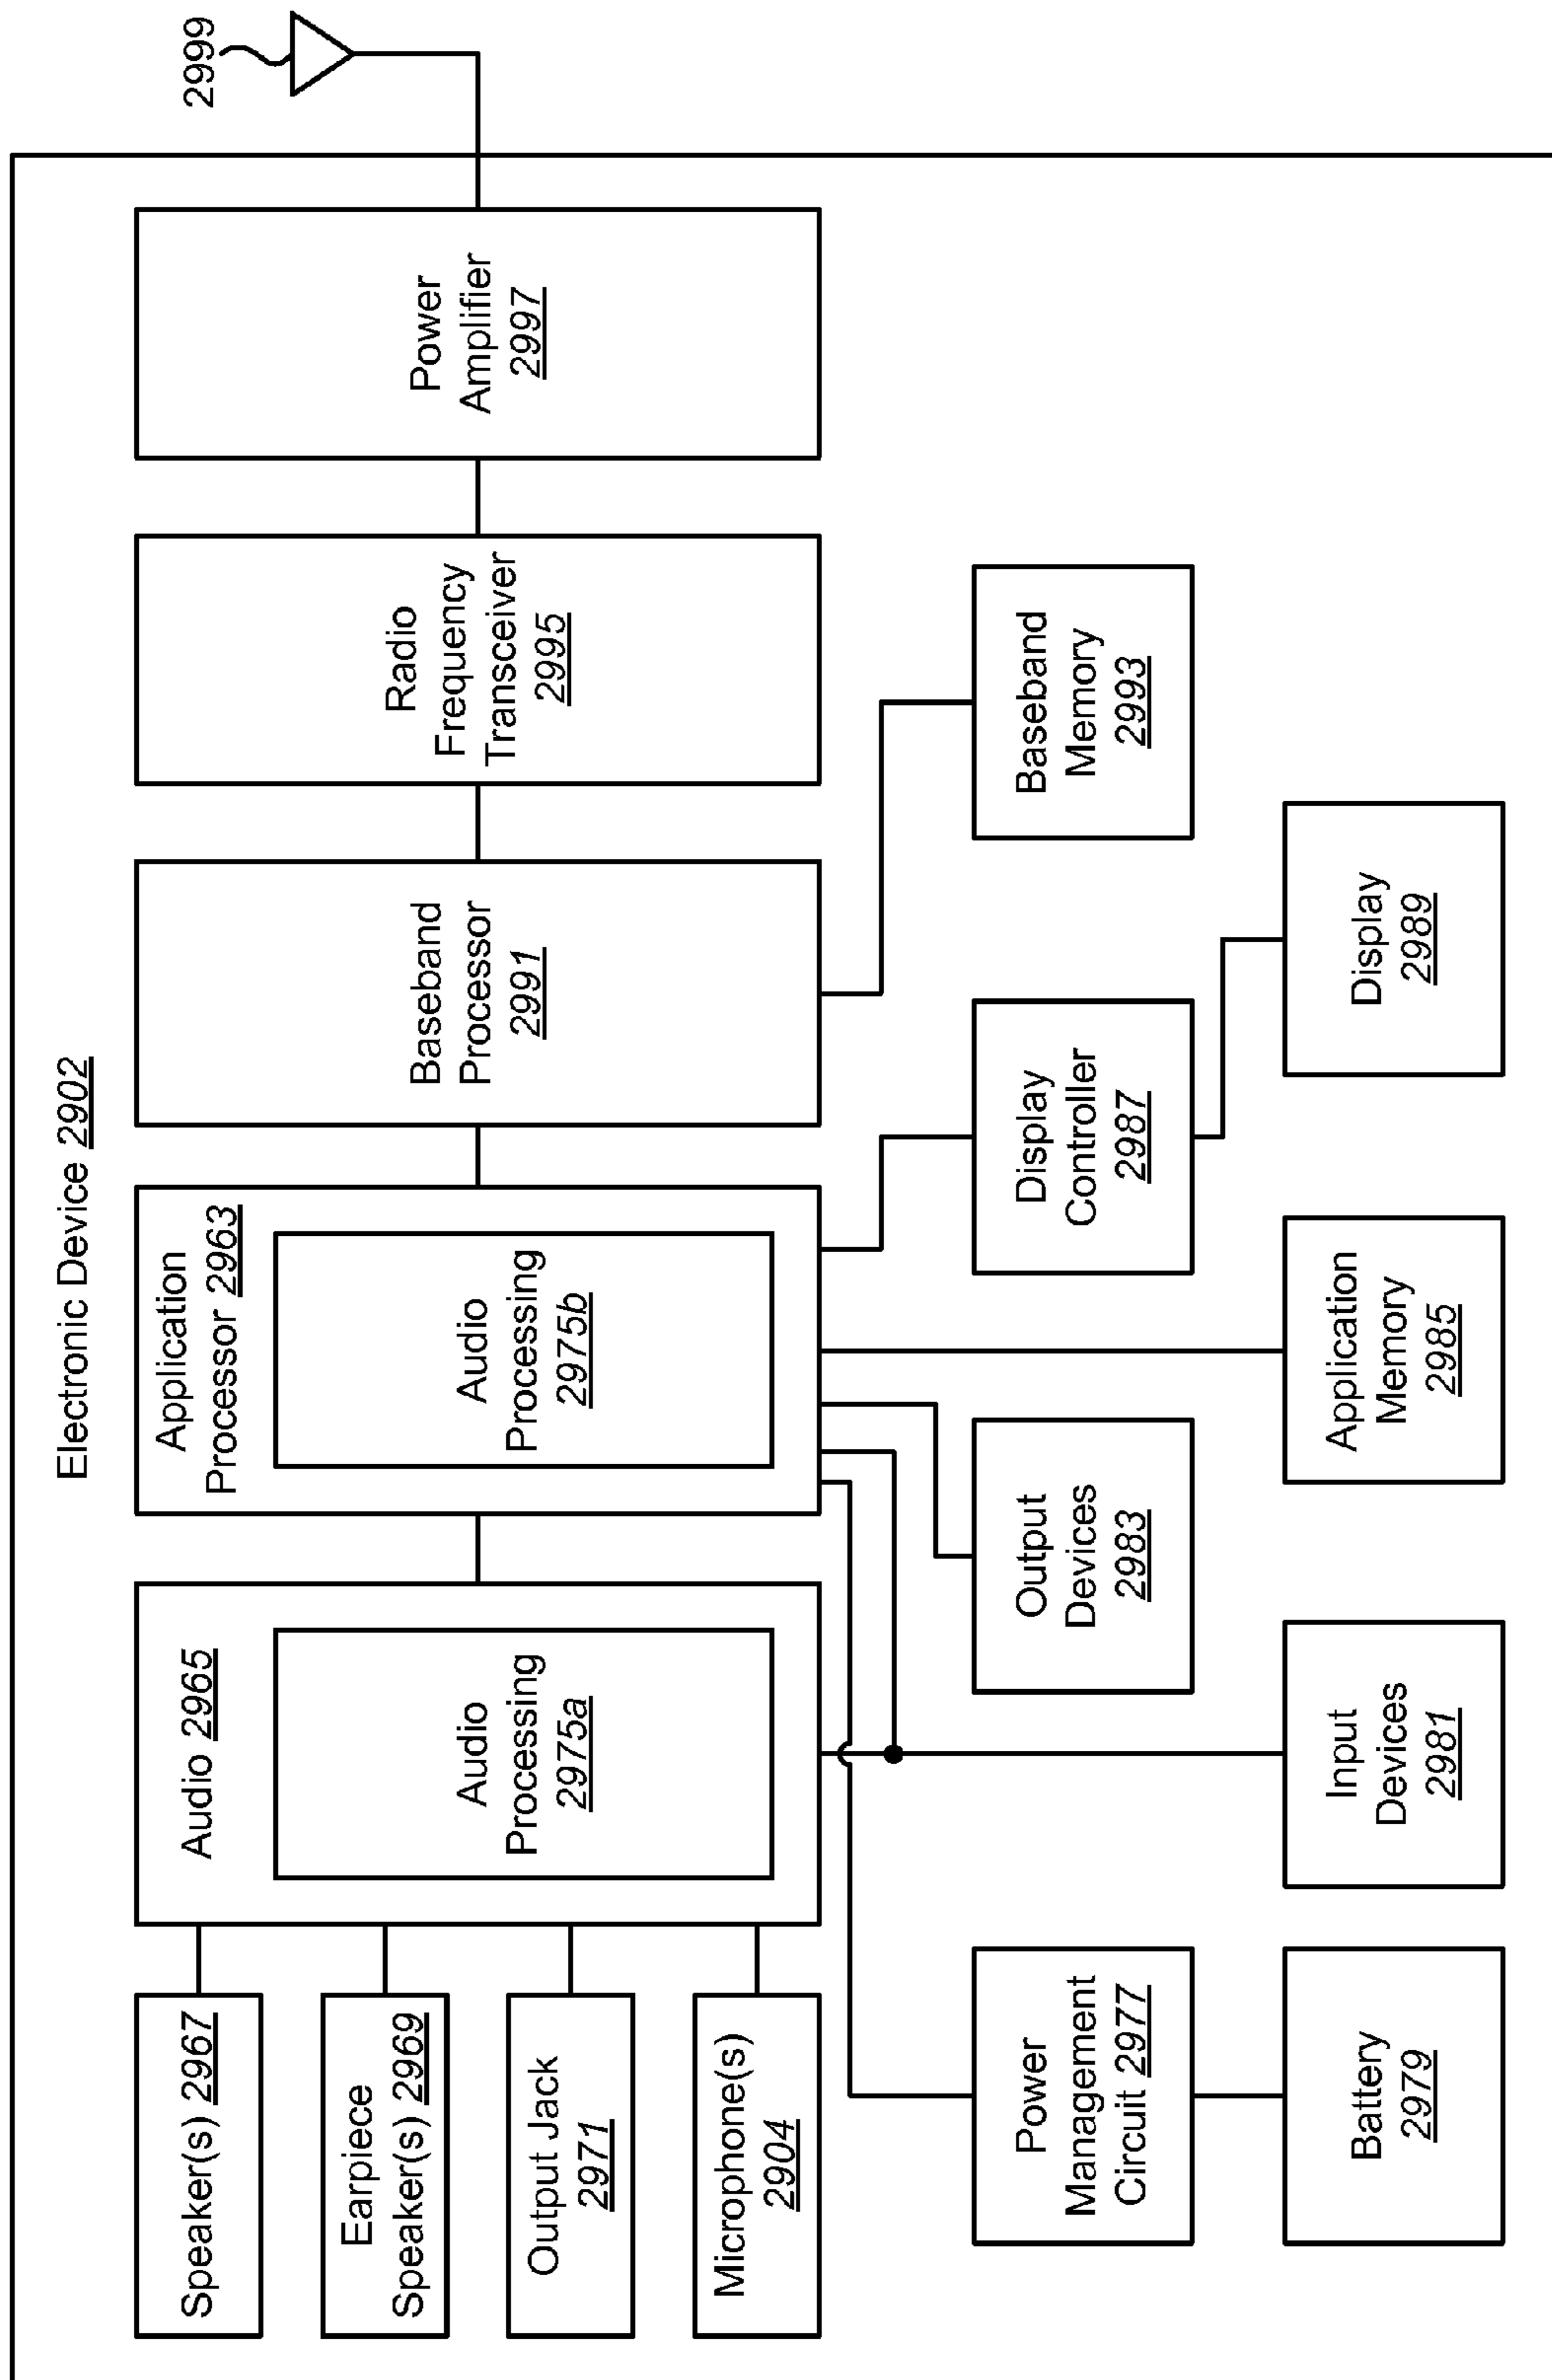 Electronic Device 2902
2999
Speaker(s) 2967
Earpiece
Speaker(s) 2969
Output Jack
2971
Microphone(s)
2904
Audio 2965
Audio
Processing
2975a
Application
Processor 2963
Audio
Processing
2975b
Baseband
Processor
2991
Radio
Frequency
Transceiver
2995
Power
Amplifier
2997
Power
Management
Circuit 2977
Battery
2979
Input
Devices
2981
Output
Devices
2983
Application
Memory
2985
Display
Controller
2987
Display
2989
Baseband
Memory
2993